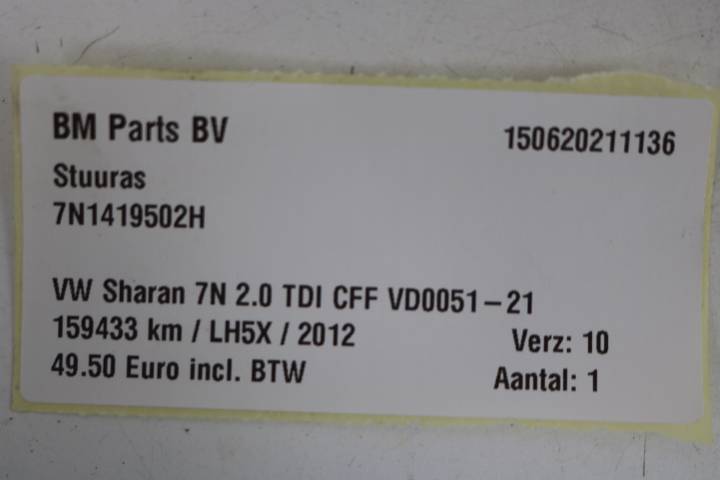 BM Parts BV 150620211136
Stuuras
7N1419502H
VW Sharan 7N 2.0 TDI CFF VD0051-21
159433 km / LH5X / 2012 Verz: 10
49.50 Euro incl. BTW Aantal: 1